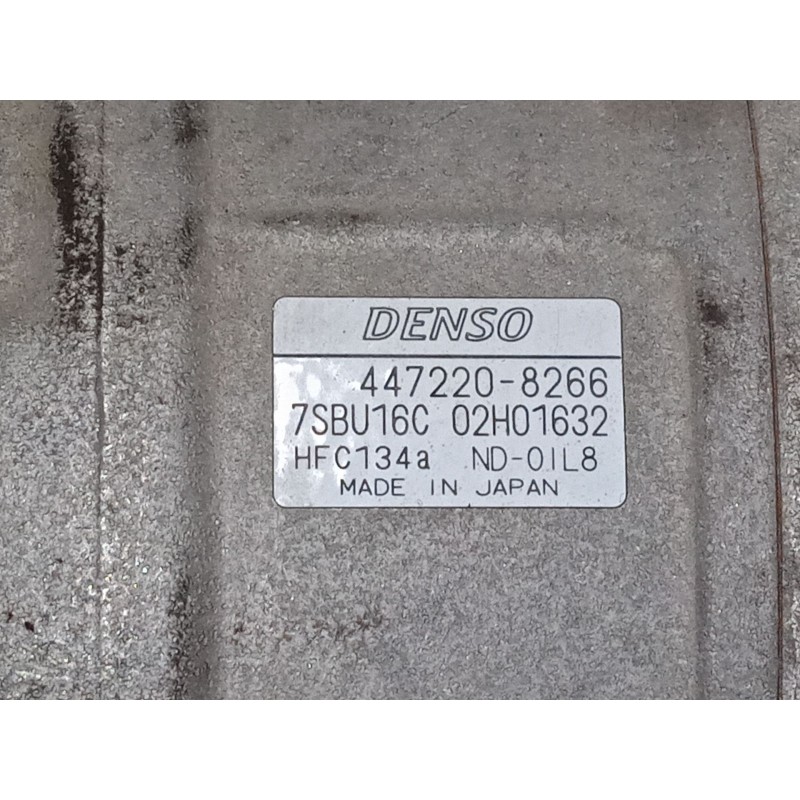 DENSO
447220-8266
7SBU16C 02H01632
HFC134a ND-OIL8
MADE IN JAPAN